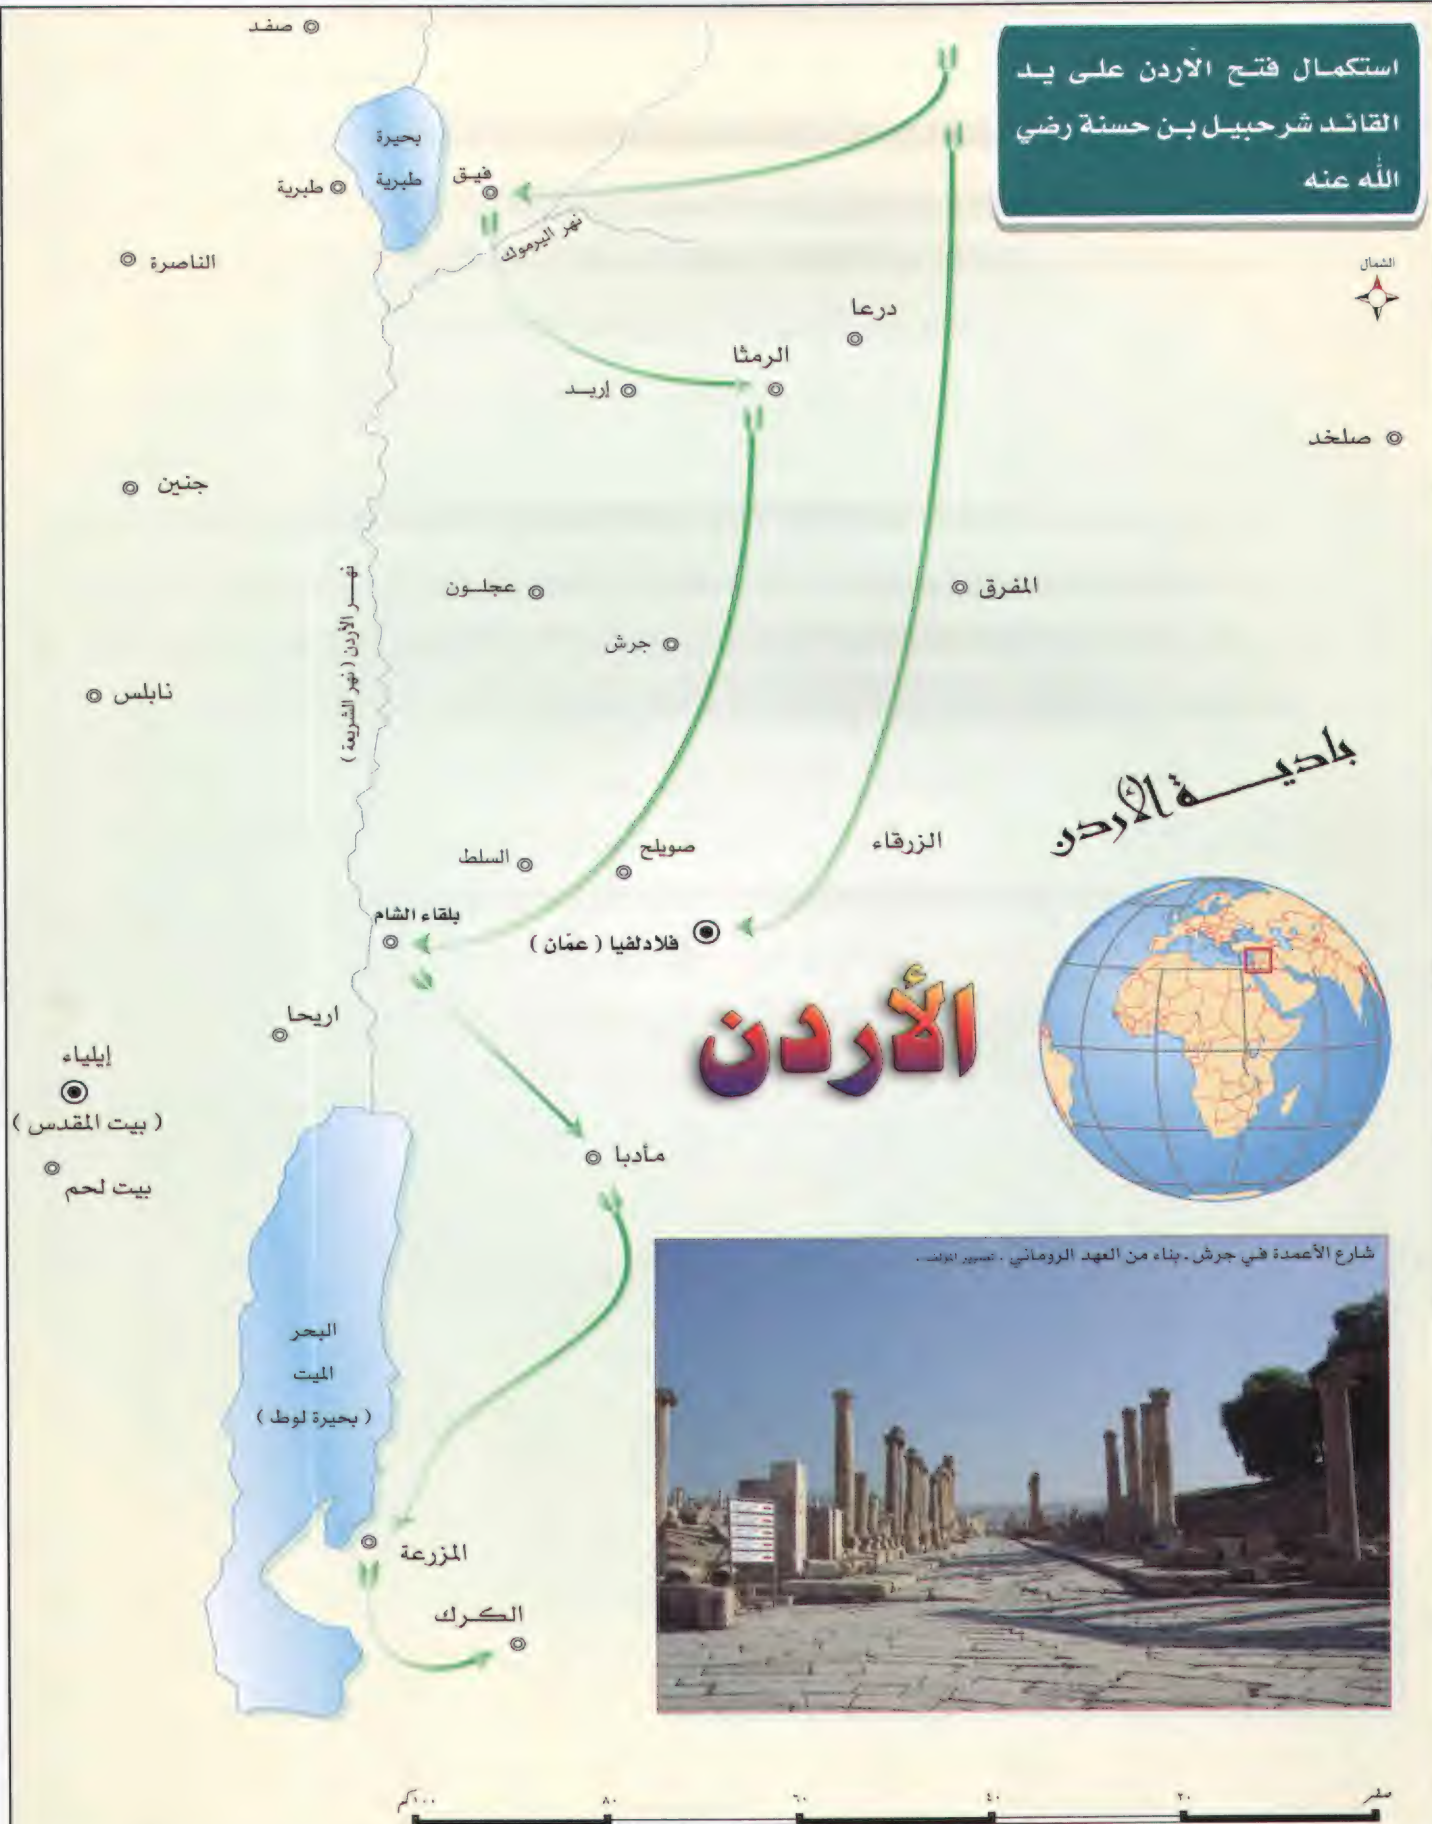 استكمال فتح الأردن على يد
القائد شرحبيل بن حسنة رضي
الله عنه
الشمال
صفد
بحيرة
طبرية
طبرية
فيق
نهر اليرموك
الناصرة
درعا
الرمثا
إربد
صلخد
جنين
عجلون
المفرق
جرش
نهر الأردن ( نهر الشريعة )
نابلس
بادية الأردن
الزرقاء
صويلح
السلط
بلقاء الشام
فلادلفيا ( عمّان )
الأردن
اريحا
إيلياء
( بيت المقدس )
بيت لحم
مأدبا
البحر
الميت
( بحيرة لوط )
المزرعة
الكرك
شارع الأعمدة في جرش . بناء من العهد الروماني . تصوير المؤلف .
صفر
٢٠
٤٠
٦٠
٨٠
١٠٠كم